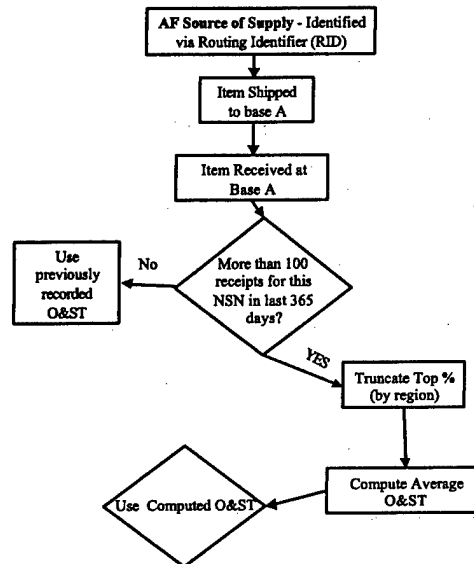 AF Source of Supply - Identified
via Routing Identifier (RID)
Item Shipped
to base A
Item Received at
Base A
More than 100
receipts for this
NSN in last 365
days?
No
Use
previously
recorded
O&ST
YES
Truncate Top %
(by region)
Compute Average
O&ST
Use Computed O&ST